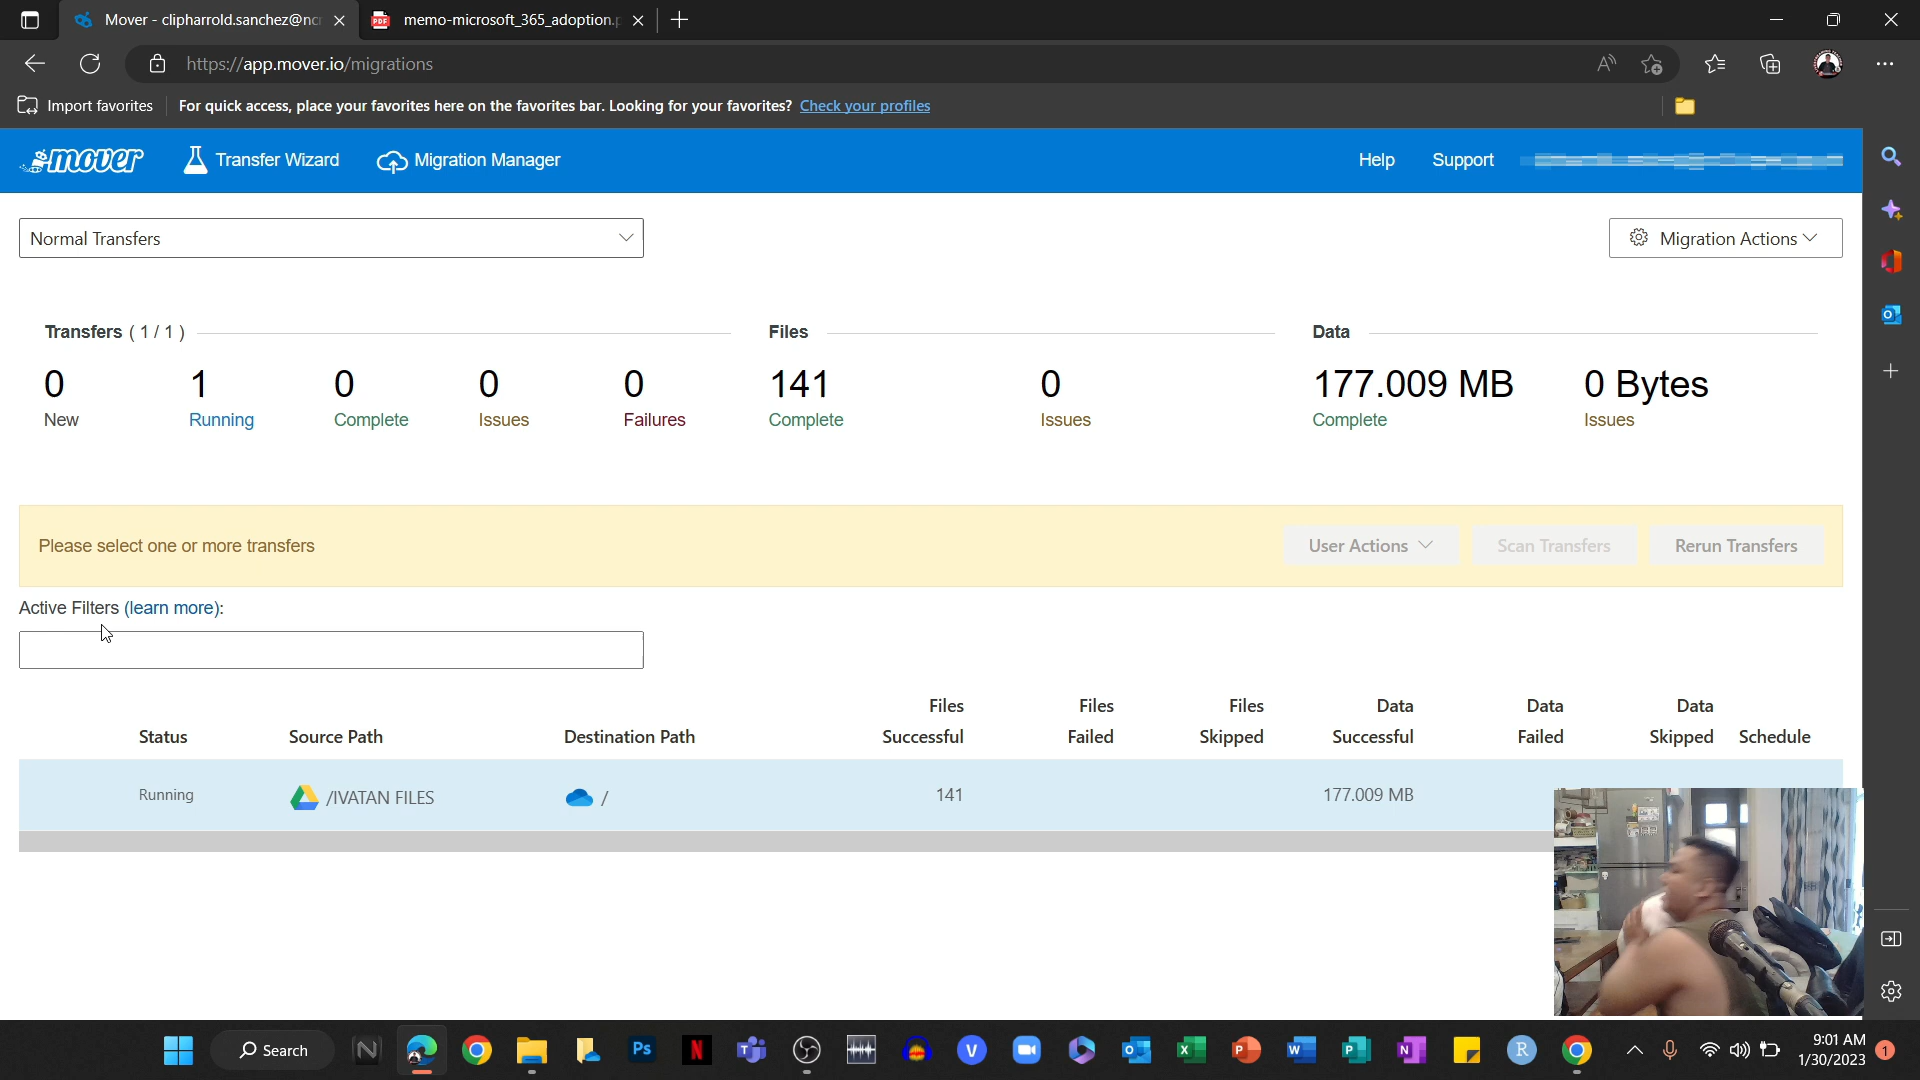 Mover - clipharrold.sanchez@ncr
memo-microsoft_365_adoption.p
https://app.mover.io/migrations
Import favorites
For quick access, place your favorites here on the favorites bar. Looking for your favorites? Check your profiles
mover
Transfer Wizard
Migration Manager
Help
Support
Normal Transfers
Migration Actions
Transfers ( 1 / 1 )
Files
Data
0
1
0
0
0
141
0
177.009 MB
0 Bytes
New
Running
Complete
Issues
Failures
Complete
Issues
Complete
Issues
Please select one or more transfers
User Actions
Scan Transfers
Rerun Transfers
Active Filters (learn more):
Files
Files
Files
Data
Data
Data
Status
Source Path
Destination Path
Successful
Failed
Skipped
Successful
Failed
Skipped
Schedule
Running
/IVATAN FILES
/
141
177.009 MB
Search
9:01 AM
1/30/2023
1